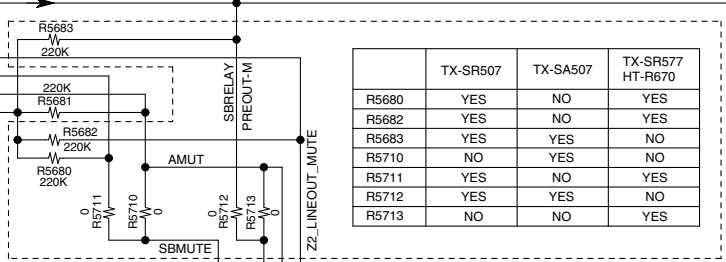 R5683
220K
220K
R5681
R5682
220K
R5680
220K
AMUT
SBRELAY
PREOUT-M
Z2_LINEOUT_MUTE
0
R5711
R5710
0
0
R5712
R5713
0
SBMUTE
TX-SR507 TX-SA507 TX-SR577
HT-R670
R5680 YES NO YES
R5682 YES NO YES
R5683 YES YES NO
R5710 NO YES NO
R5711 YES NO YES
R5712 YES YES NO
R5713 NO NO YES